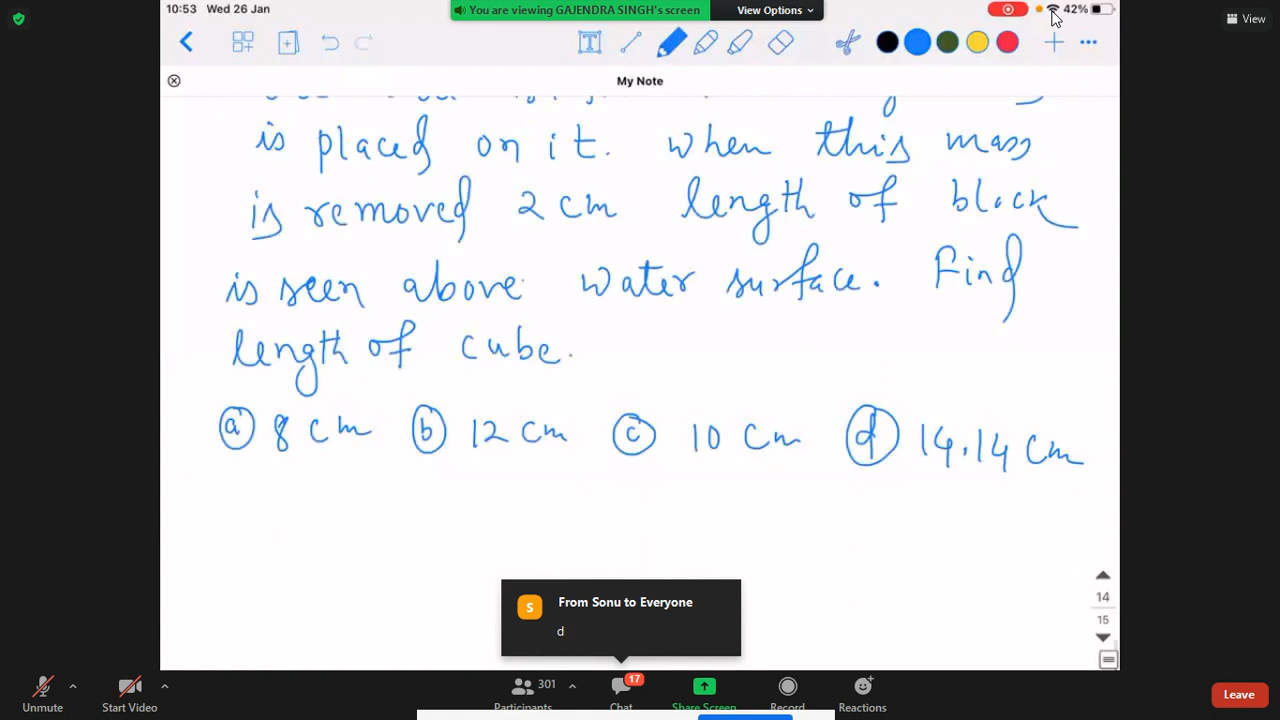 10:53 Wed 26 Jan
You are viewing GAJENDRA SINGH's screen
View Options
42%
View
My Note
is placed on it. when this mass
is removed 2 cm length of block
is seen above water surface. Find
length of cube.
a 8 cm b 12 cm c 10 cm d 14.14 cm
S From Sonu to Everyone
d
14
15
Unmute
Start Video
Participants 301
Chat 17
Share Screen
Record
Reactions
Leave